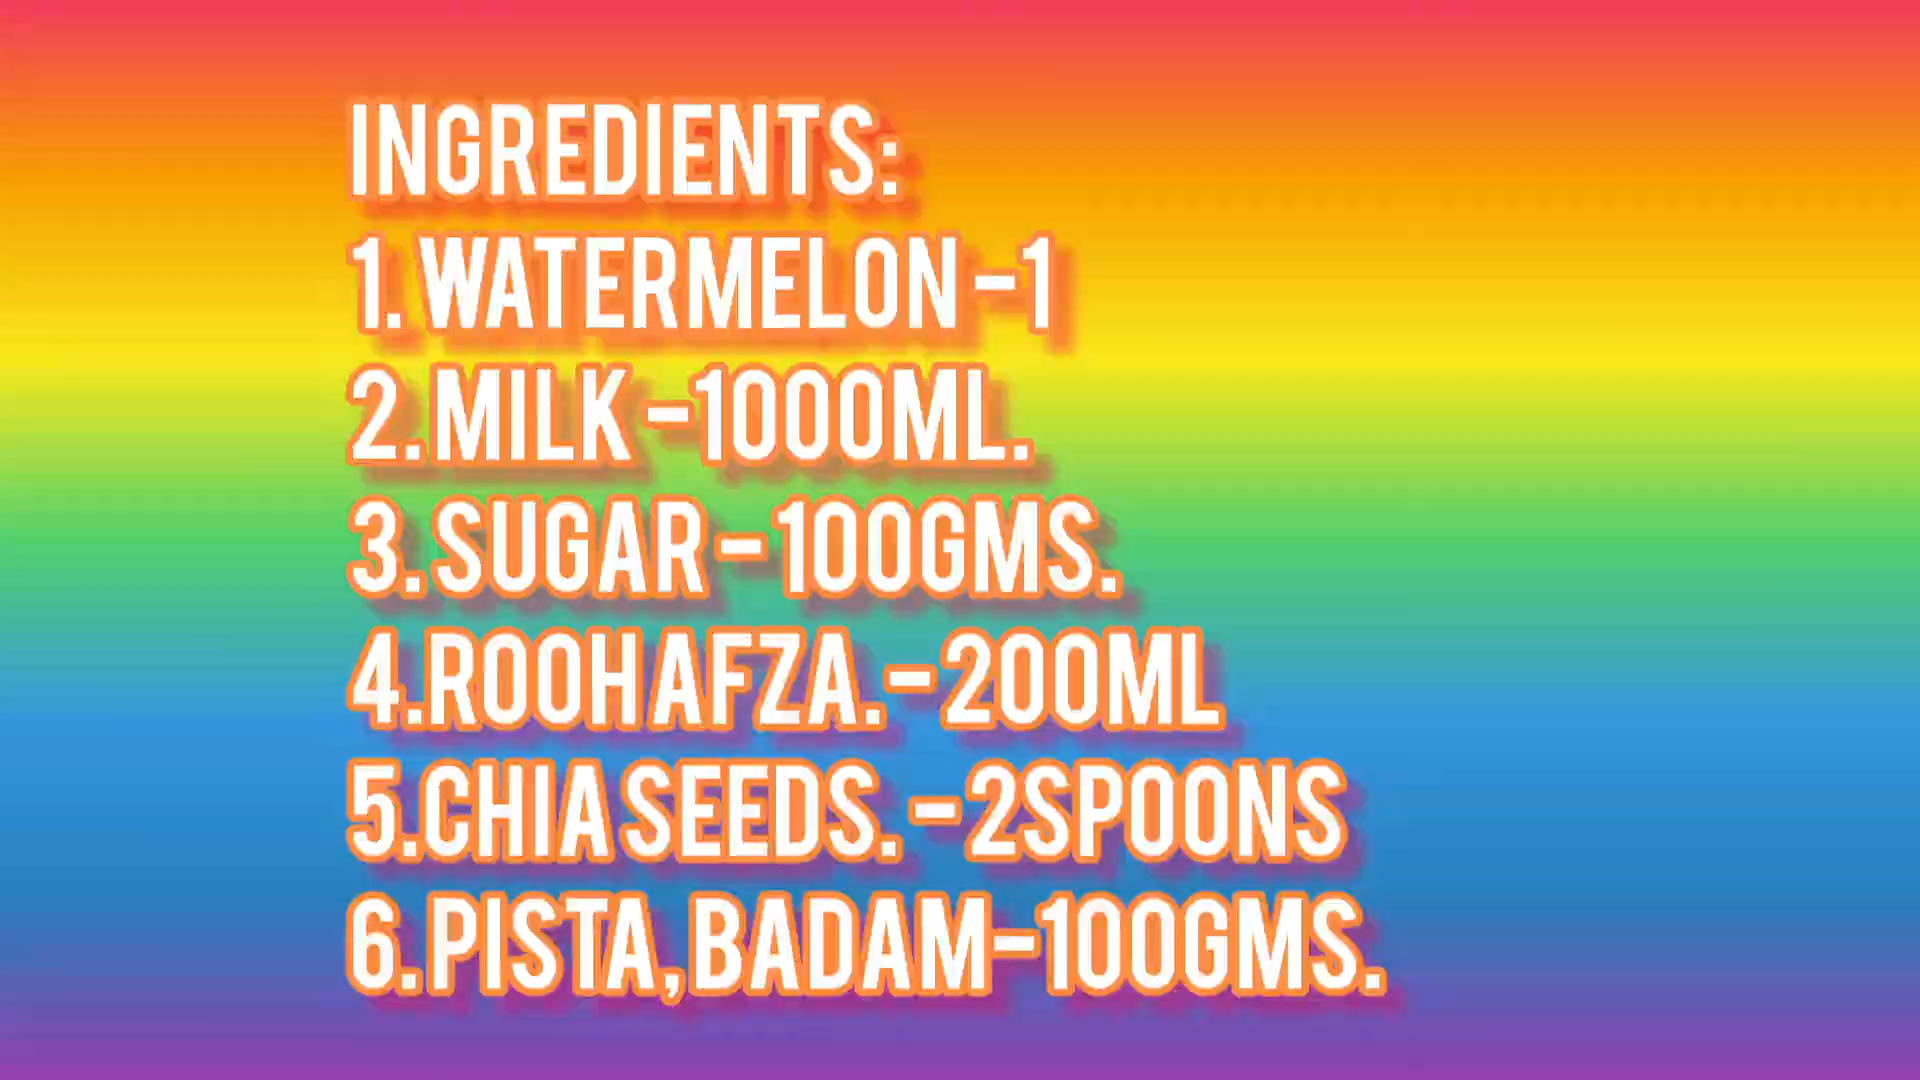 INGREDIENTS:
1. WATERMELON -1
2. MILK -1000ML.
3. SUGAR - 100GMS.
4.ROOH AFZA. - 200ML
5.CHIA SEEDS. -2SPOONS
6. PISTA, BADAM-100GMS.